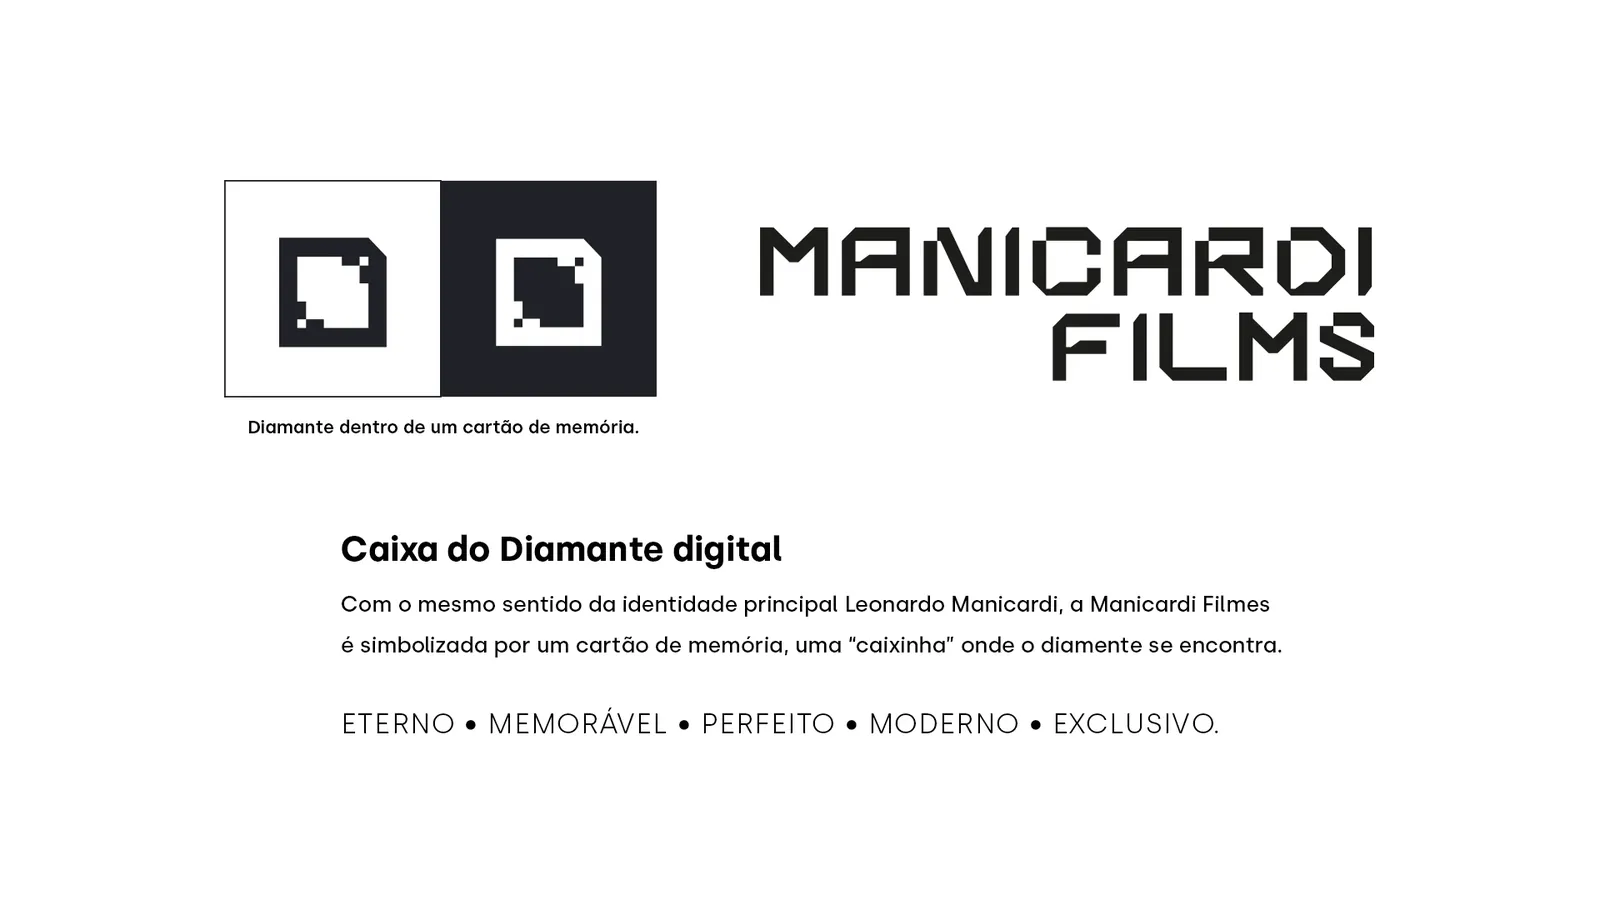 MANICARDI
FILMS
Diamante dentro de um cartão de memória.
Caixa do Diamante digital
Com o mesmo sentido da identidade principal Leonardo Manicardi, a Manicardi Filmes
é simbolizada por um cartão de memória, uma “caixinha” onde o diamente se encontra.
ETERNO • MEMORÁVEL • PERFEITO • MODERNO • EXCLUSIVO.